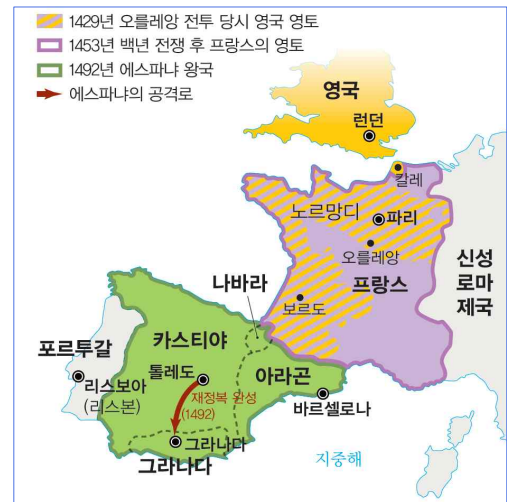 1429년 오를레앙 전투 당시 영국 영토
1453년 백년 전쟁 후 프랑스의 영토
1492년 에스파냐 왕국
에스파냐의 공격로
영국
런던
칼레
노르망디
파리
오를레앙
신성
로마
제국
나바라
보르도
프랑스
카스티야
포르투갈
톨레도
아라곤
리스보아
(리스본)
재정복 완성
(1492)
바르셀로나
그라나다
그라나다
지중해